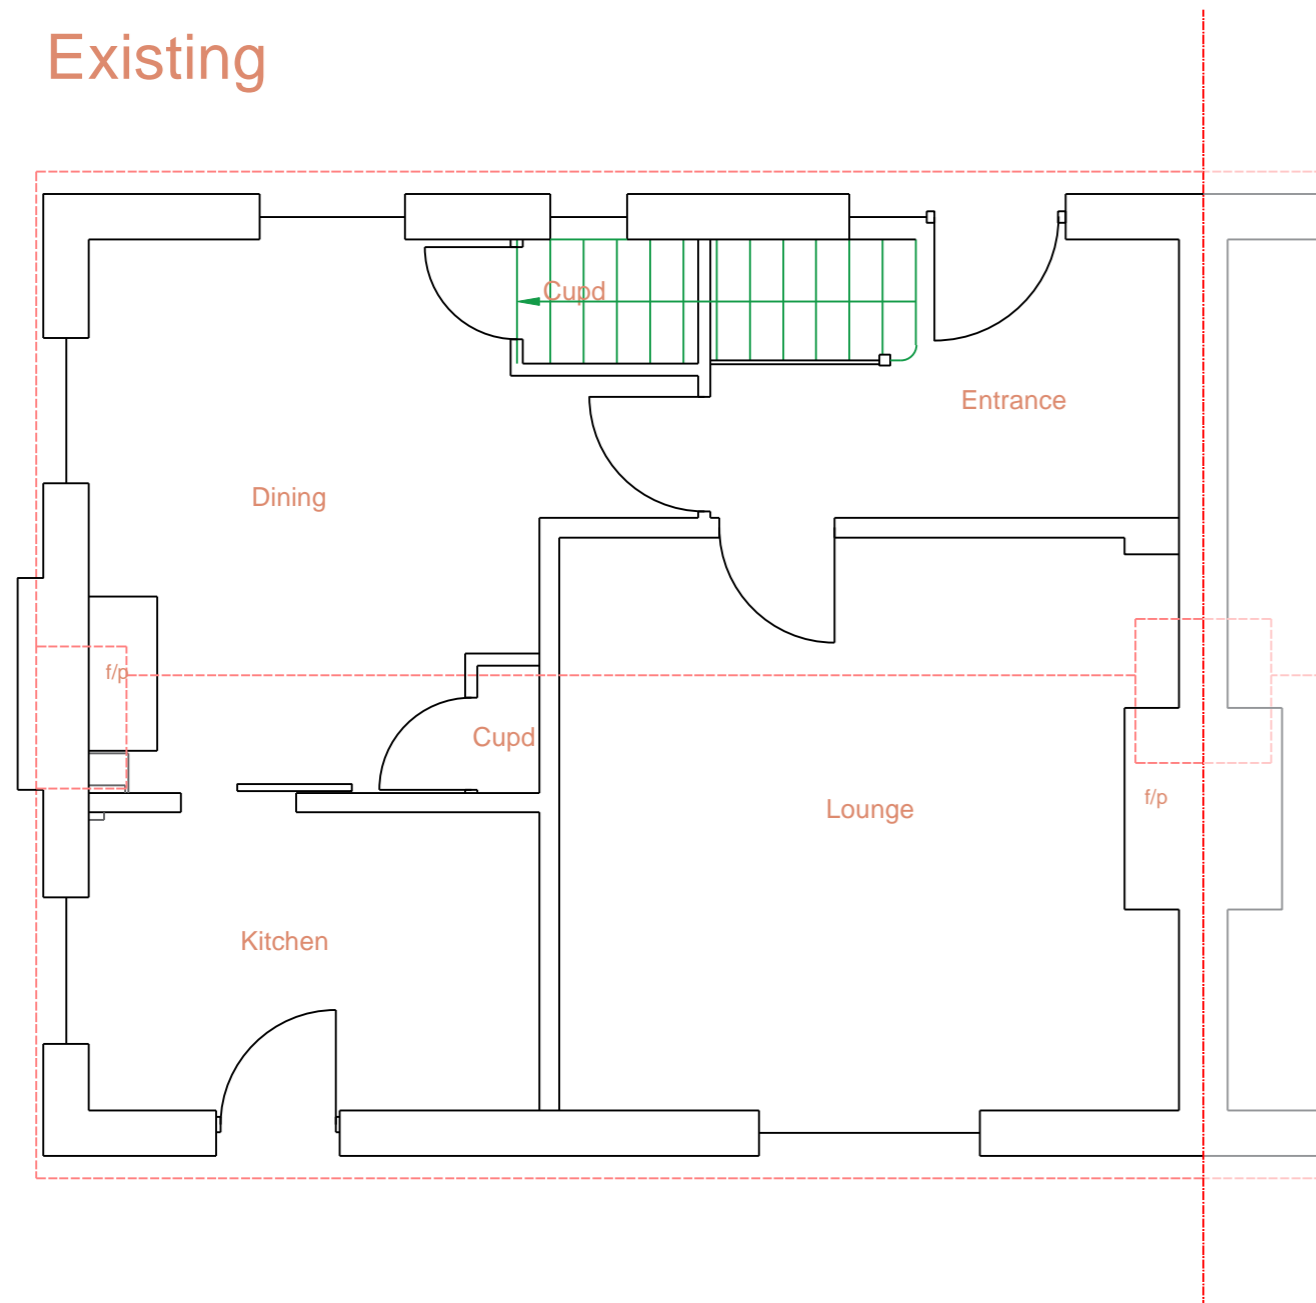 Existing
Cupd
Entrance
Dining
f/p
Cupd
f/p
Lounge
Kitchen